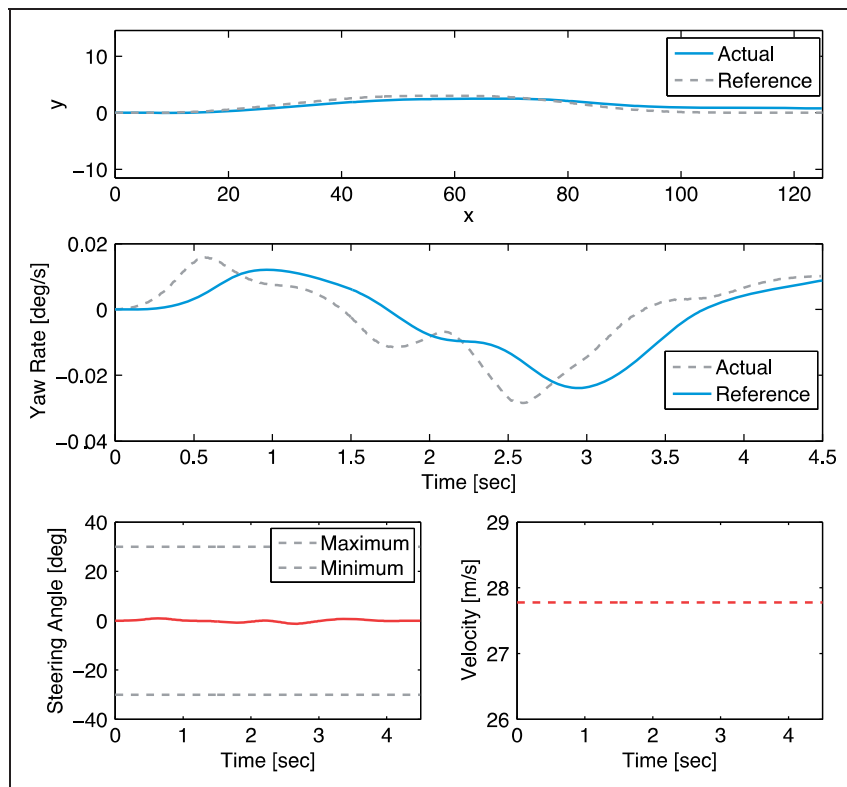 10
0
−10
y
0 20 40 60 80 100 120
x
Actual
Reference
0.02
0
−0.02
−0.04
Yaw Rate [deg/s]
0 0.5 1 1.5 2 2.5 3 3.5 4 4.5
Time [sec]
Actual
Reference
40
20
0
−20
−40
Steering Angle [deg]
0 1 2 3 4
Time [sec]
Maximum
Minimum
29
28
27
26
Velocity [m/s]
0 1 2 3 4
Time [sec]